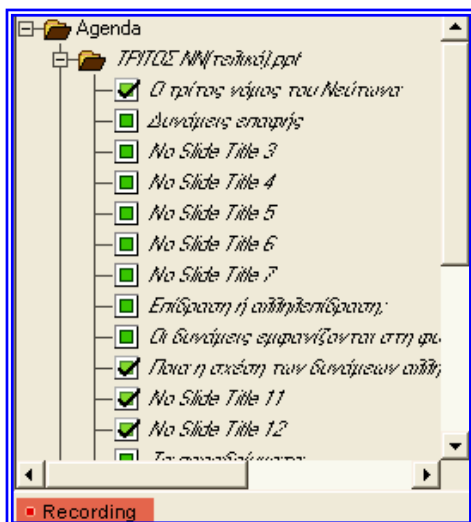 Agenda
ΤΡΙΤΟΣ ΝΝ(τελικό).ppt
Ο τρίτος νόμος του Νεύτωνα
Δυνάμεις επαφής
No Slide Title 3
No Slide Title 4
No Slide Title 5
No Slide Title 6
No Slide Title 7
Επίδραση ή αλληλεπίδραση;
Οι δυνάμεις εμφανίζονται στη φυ
Ποια η σχέση των δυνάμεων αλλη
No Slide Title 11
No Slide Title 12
Recording